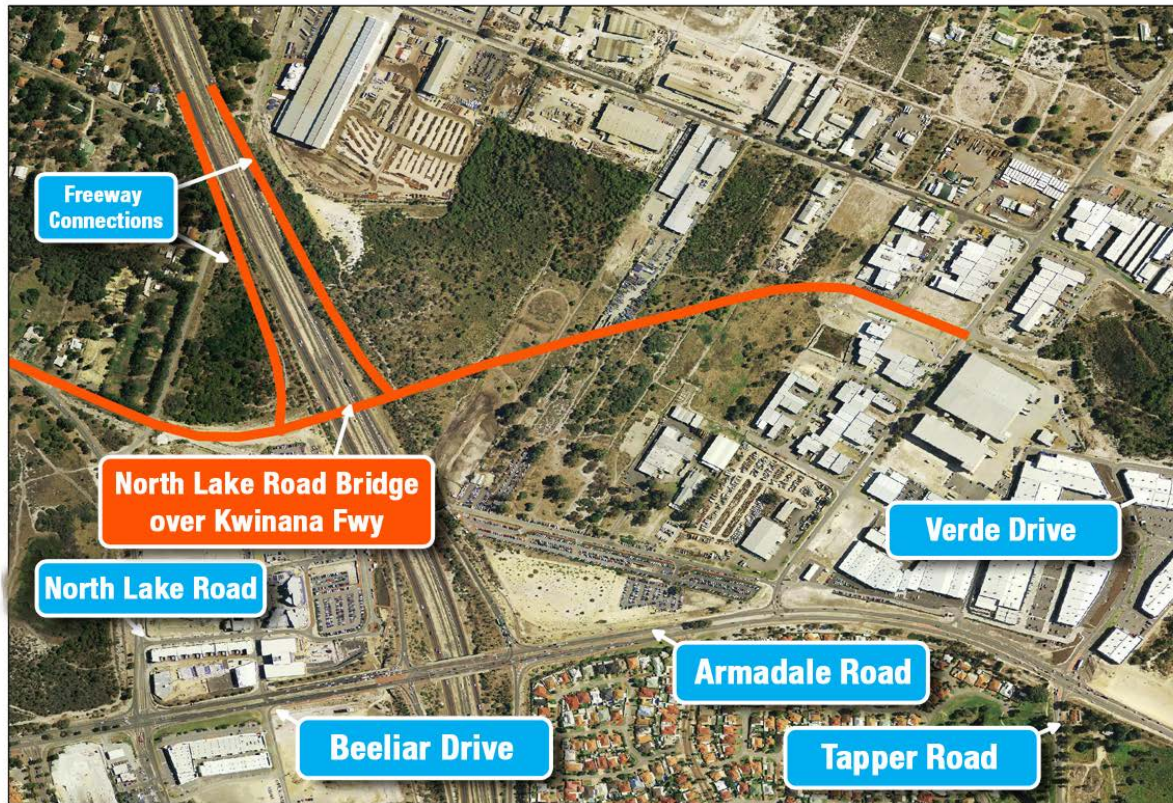 Freeway
Connections
North Lake Road Bridge
over Kwinana Fwy
North Lake Road
Verde Drive
Armadale Road
Beeliar Drive
Tapper Road